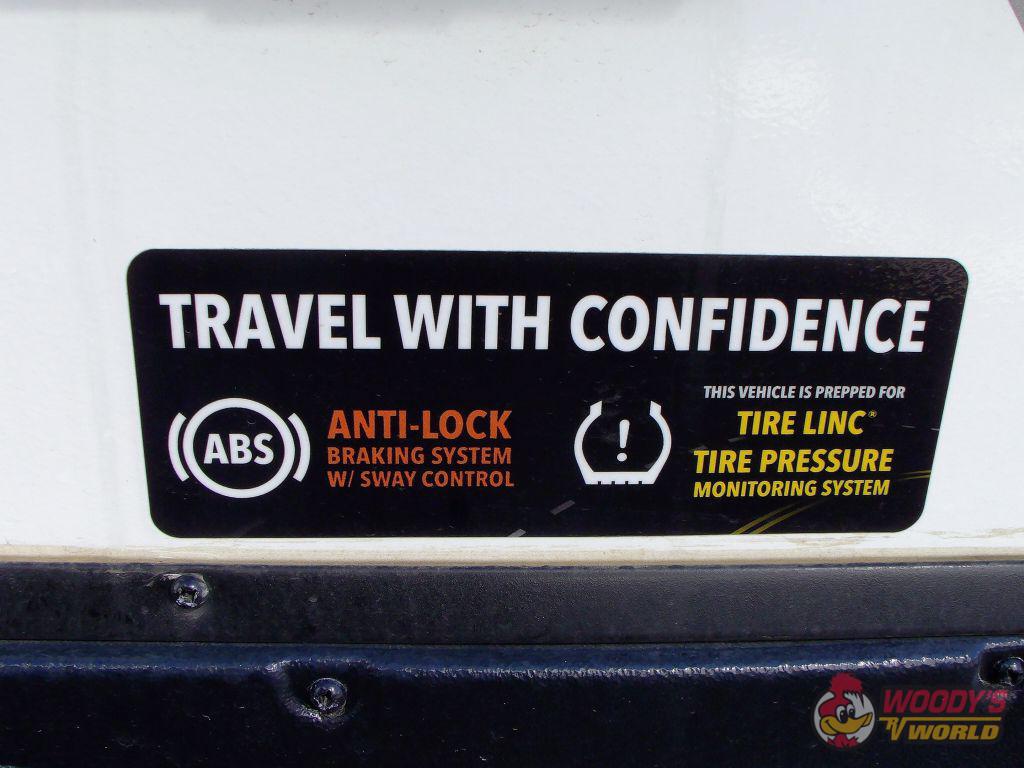 TRAVEL WITH CONFIDENCE
ABS
ANTI-LOCK
BRAKING SYSTEM
W/ SWAY CONTROL
!
THIS VEHICLE IS PREPPED FOR
TIRE LINC®
TIRE PRESSURE
MONITORING SYSTEM
WOODY'S
RV WORLD